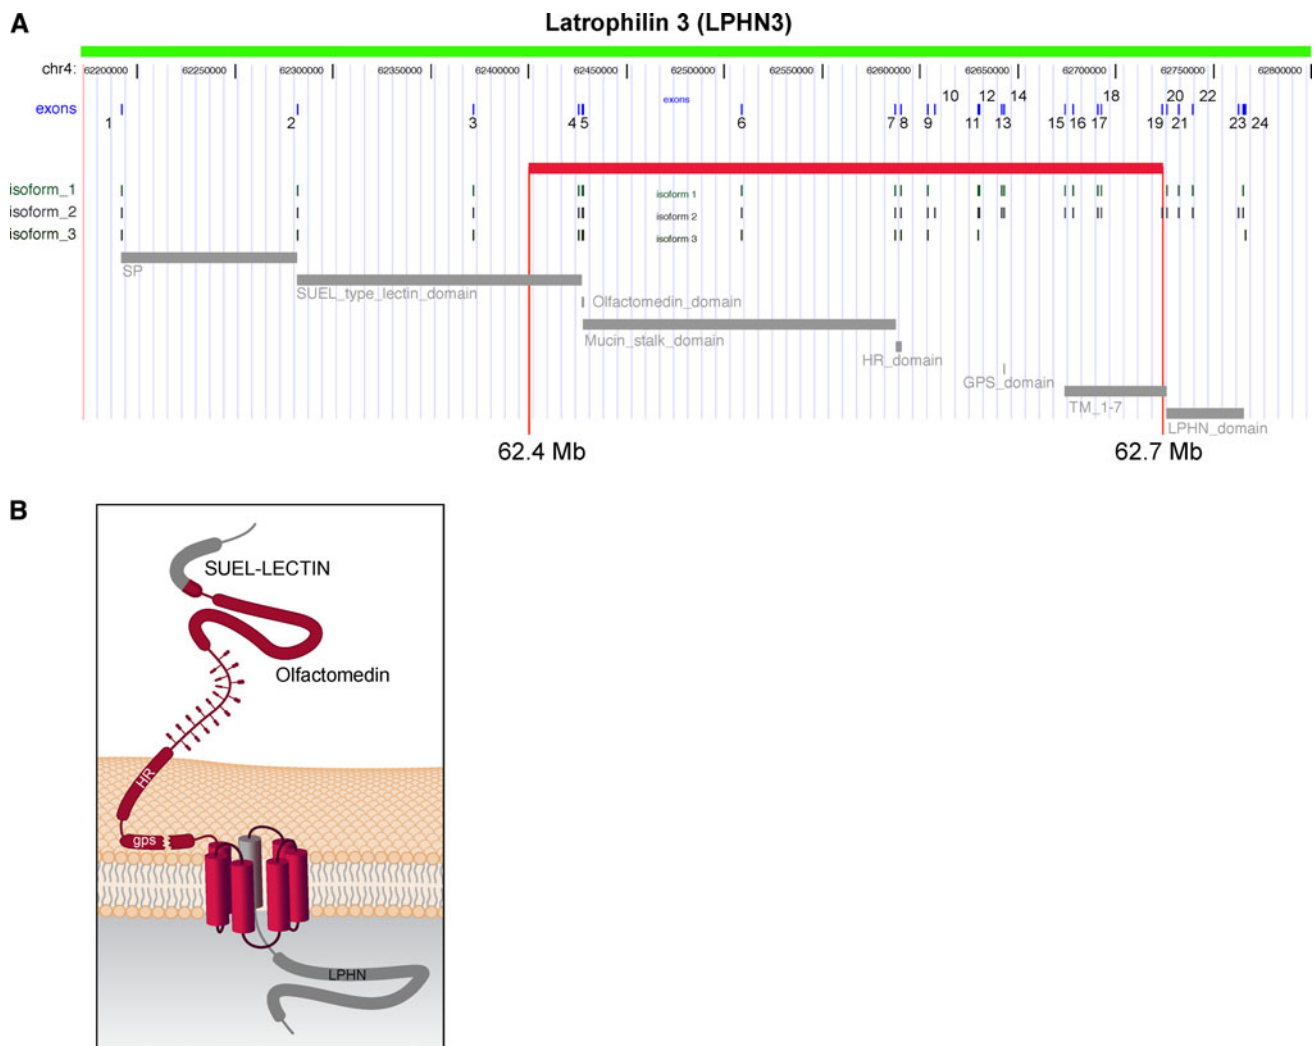 A
Latrophilin 3 (LPHN3)
chr4: 62200000 62250000 62300000 62350000 62400000 62450000 62500000 62550000 62600000 62650000 62700000 62750000 62800000
10 12 14 18 20 22
exons exons
1 2 3 4 5 6 7 8 9 11 13 15 16 17 19 21 23 24
isoform_1 isoform 1
isoform_2 isoform 2
isoform_3 isoform 3
SP
SUEL_type_lectin_domain
Olfactomedin_domain
Mucin_stalk_domain
HR_domain
GPS_domain
TM_1-7
LPHN_domain
62.4 Mb 62.7 Mb
B
SUEL-LECTIN
Olfactomedin
HR
gps
LPHN